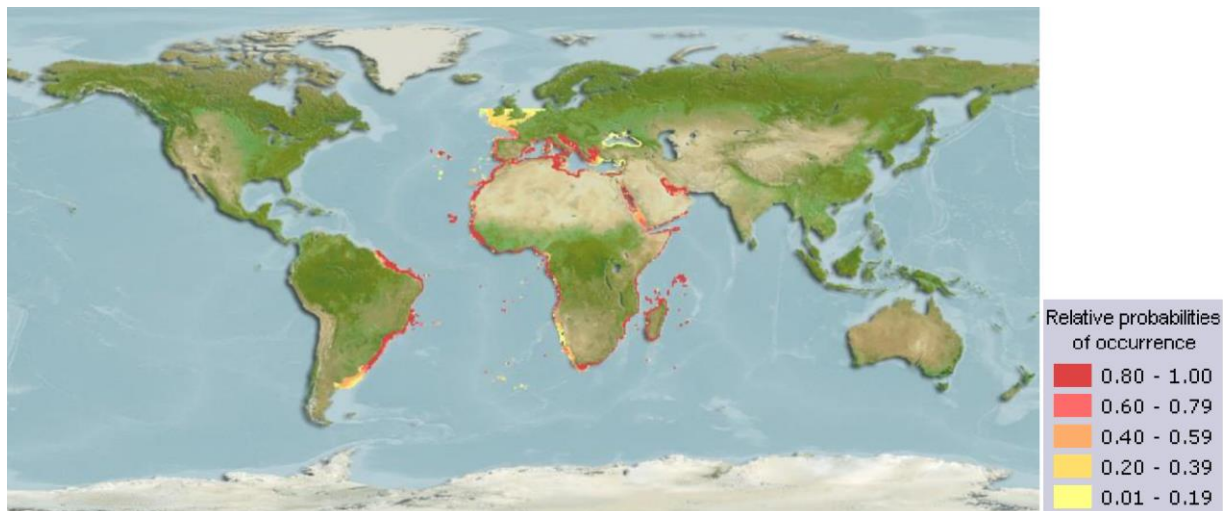 Relative probabilities
of occurrence
0.80 - 1.00
0.60 - 0.79
0.40 - 0.59
0.20 - 0.39
0.01 - 0.19